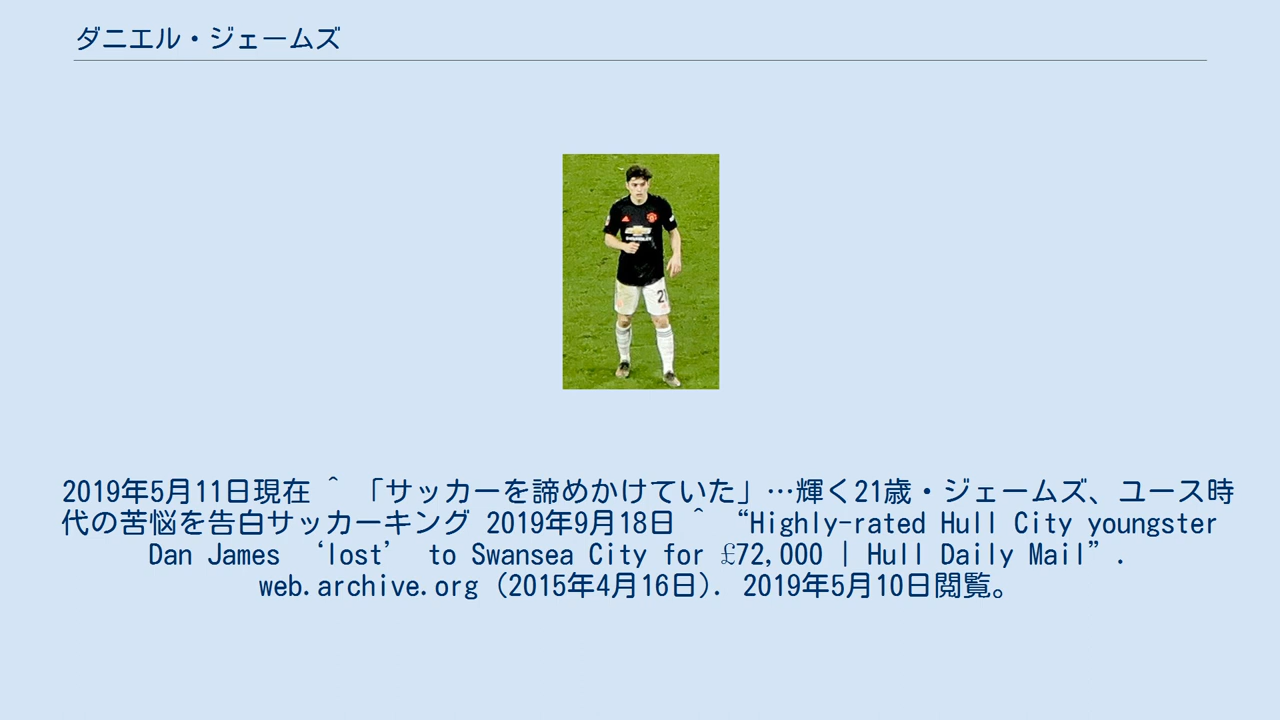 ダニエル・ジェームズ
21
2019年5月11日現在 ^ 「サッカーを諦めかけていた」…輝く21歳・ジェームズ、ユース時
代の苦悩を告白サッカーキング 2019年9月18日 ^ “Highly-rated Hull City youngster
Dan James ‘lost’ to Swansea City for £72,000 | Hull Daily Mail”.
web.archive.org (2015年4月16日). 2019年5月10日閲覧。